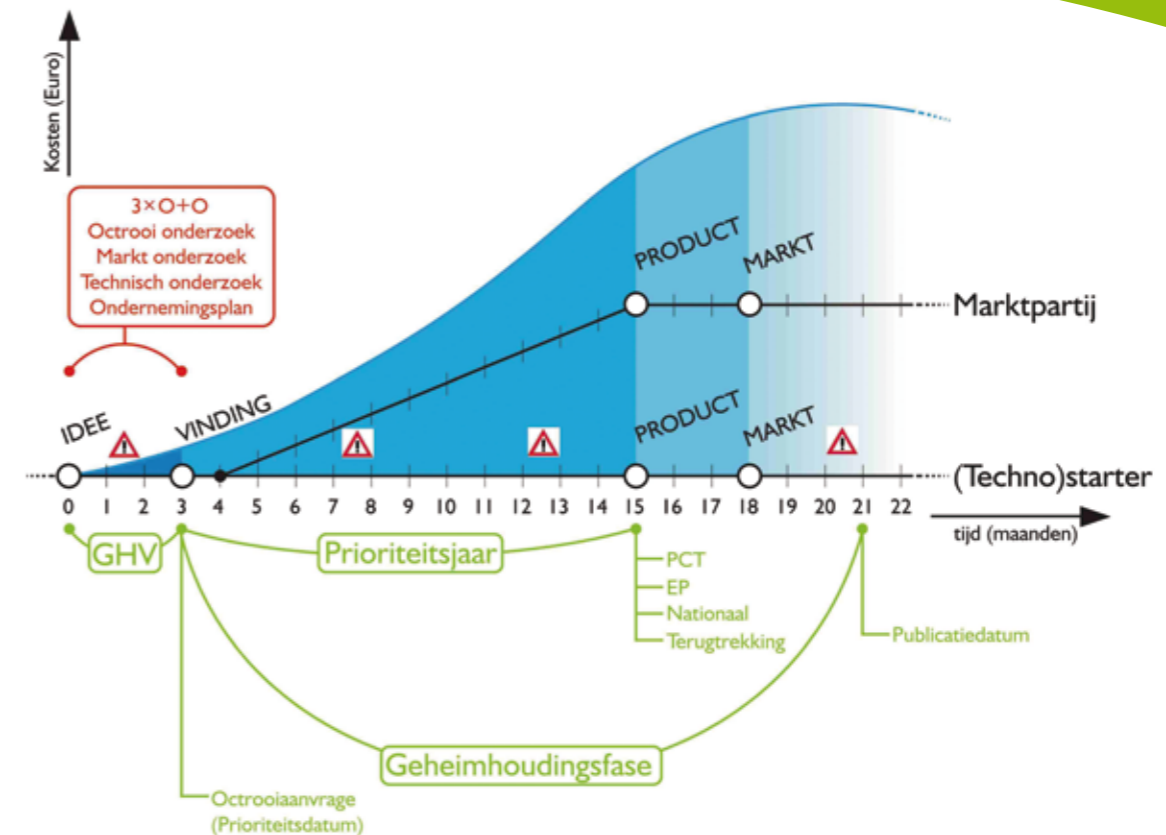 Kosten (Euro)
3×O+O
Octrooi onderzoek
Markt onderzoek
Technisch onderzoek
Ondernemingsplan
IDEE
VINDING
PRODUCT
MARKT
Marktpartij
PRODUCT
MARKT
(Techno)starter
0 1 2 3 4 5 6 7 8 9 10 11 12 13 14 15 16 17 18 19 20 21 22
tijd (maanden)
GHV
Prioriteitsjaar
PCT
EP
Nationaal
Terugtrekking
Publicatiedatum
Geheimhoudingsfase
Octrooiaanvrage
(Prioriteitsdatum)